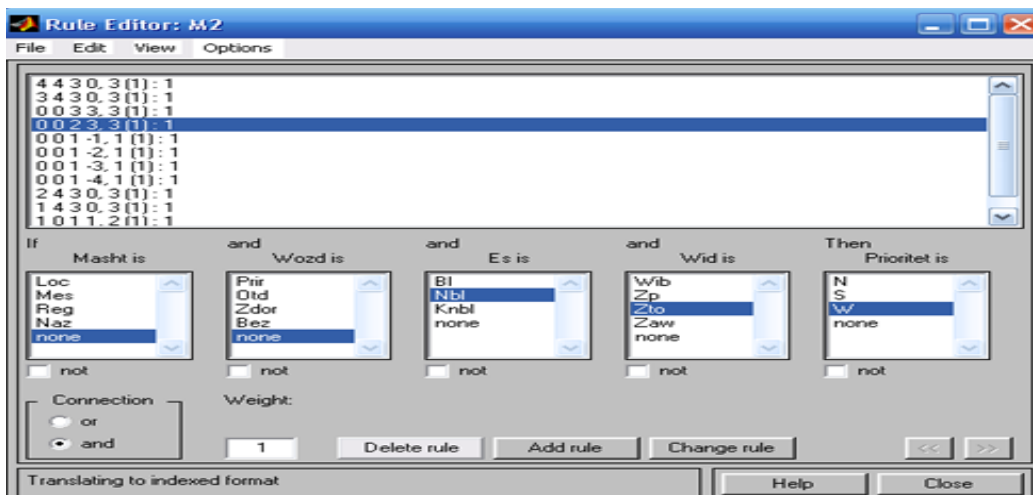 Rule Editor: M2
File Edit View Options
4 4 3 0, 3 (1) : 1
3 4 3 0, 3 (1) : 1
0 0 3 3, 3 (1) : 1
0 0 2 3, 3 (1) : 1
0 0 1 -1, 1 (1) : 1
0 0 1 -2, 1 (1) : 1
0 0 1 -3, 1 (1) : 1
0 0 1 -4, 1 (1) : 1
2 4 3 0, 3 (1) : 1
1 4 3 0, 3 (1) : 1
1 0 1 1, 2 (1) : 1
If and and and Then
Masht is Wozd is Es is Wid is Prioritet is
Loc Prir Bl Wib N
Mes Otd Nbl Zp S
Reg Zdor Knbl Zto W
Naz Bez none Zaw none
none none none
not not not not not
Connection Weight:
or
and 1 Delete rule Add rule Change rule << >>
Translating to indexed format Help Close